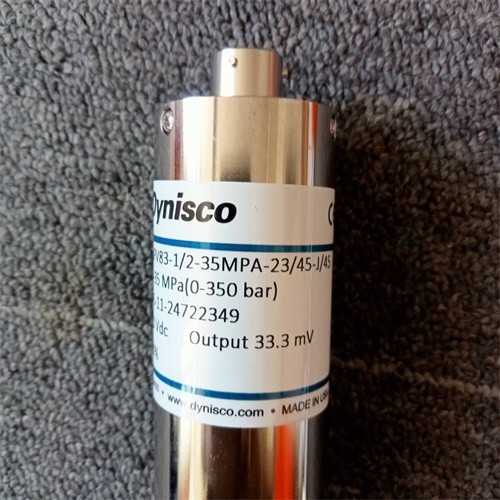 Dynisco
PV83-1/2-35MPA-23/45-J/45
35 MPa(0-350 bar)
-11-24722349
Vdc Output 33.3 mV
%
• www.dynisco.com • MADE IN USA